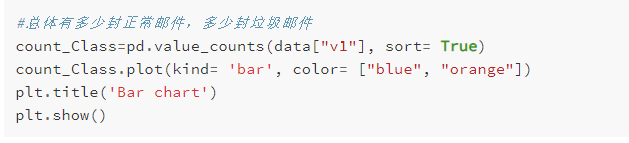 #总体有多少封正常邮件，多少封垃圾邮件
count_Class=pd.value_counts(data["v1"], sort= True)
count_Class.plot(kind= 'bar', color= ["blue", "orange"])
plt.title('Bar chart')
plt.show()